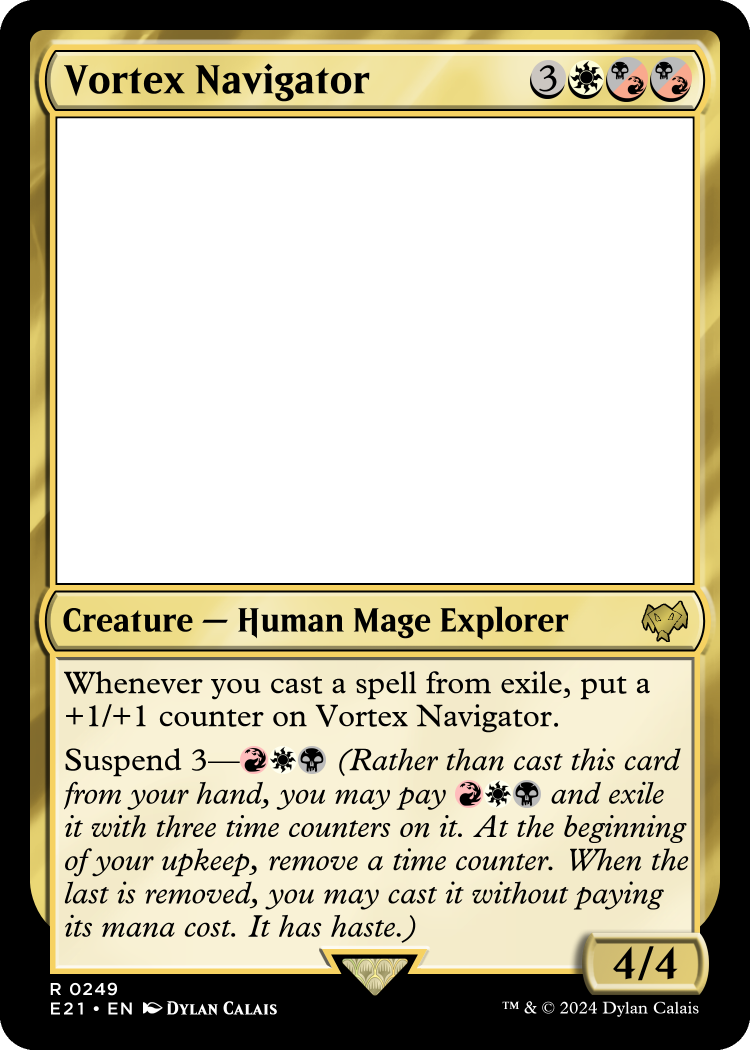 Vortex Navigator 3
Creature — Human Mage Explorer
Whenever you cast a spell from exile, put a
+1/+1 counter on Vortex Navigator.
Suspend 3— (Rather than cast this card
from your hand, you may pay and exile
it with three time counters on it. At the beginning
of your upkeep, remove a time counter. When the
last is removed, you may cast it without paying
its mana cost. It has haste.)
4/4
R 0249
E21 • EN DYLAN CALAIS
™ & © 2024 Dylan Calais